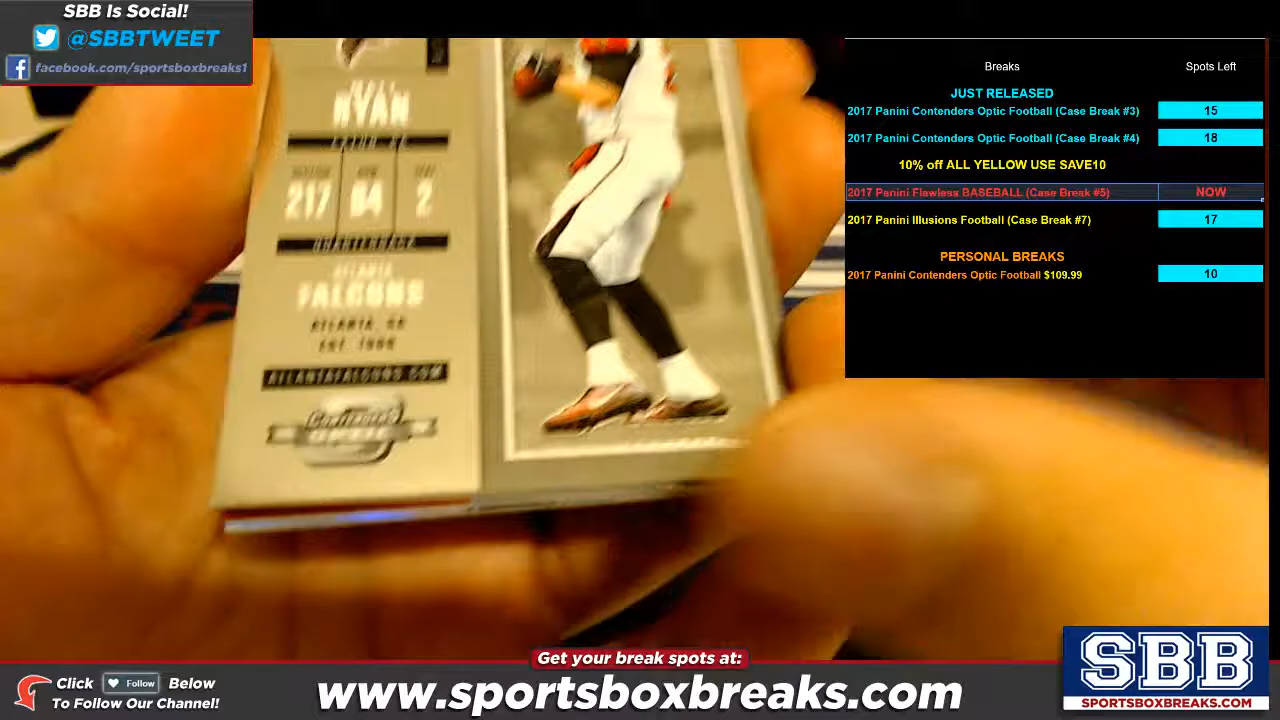 SBB Is Social!
@SBBTWEET
facebook.com/sportsboxbreaks1
RYAN
217 84 2
QUARTERBACK
ATLANTA
FALCONS
ATLANTA, GA
ATLANTAFALCONS.COM
CONTENDERS
OPTIC
Breaks Spots Left
JUST RELEASED
2017 Panini Contenders Optic Football (Case Break #3) 15
2017 Panini Contenders Optic Football (Case Break #4) 18
10% off ALL YELLOW USE SAVE10
2017 Panini Flawless BASEBALL (Case Break #5) NOW
2017 Panini Illusions Football (Case Break #7) 17
PERSONAL BREAKS
2017 Panini Contenders Optic Football $109.99 10
Get your break spots at:
Click Follow Below
To Follow Our Channel!
www.sportsboxbreaks.com
SBB
SPORTSBOXBREAKS.COM